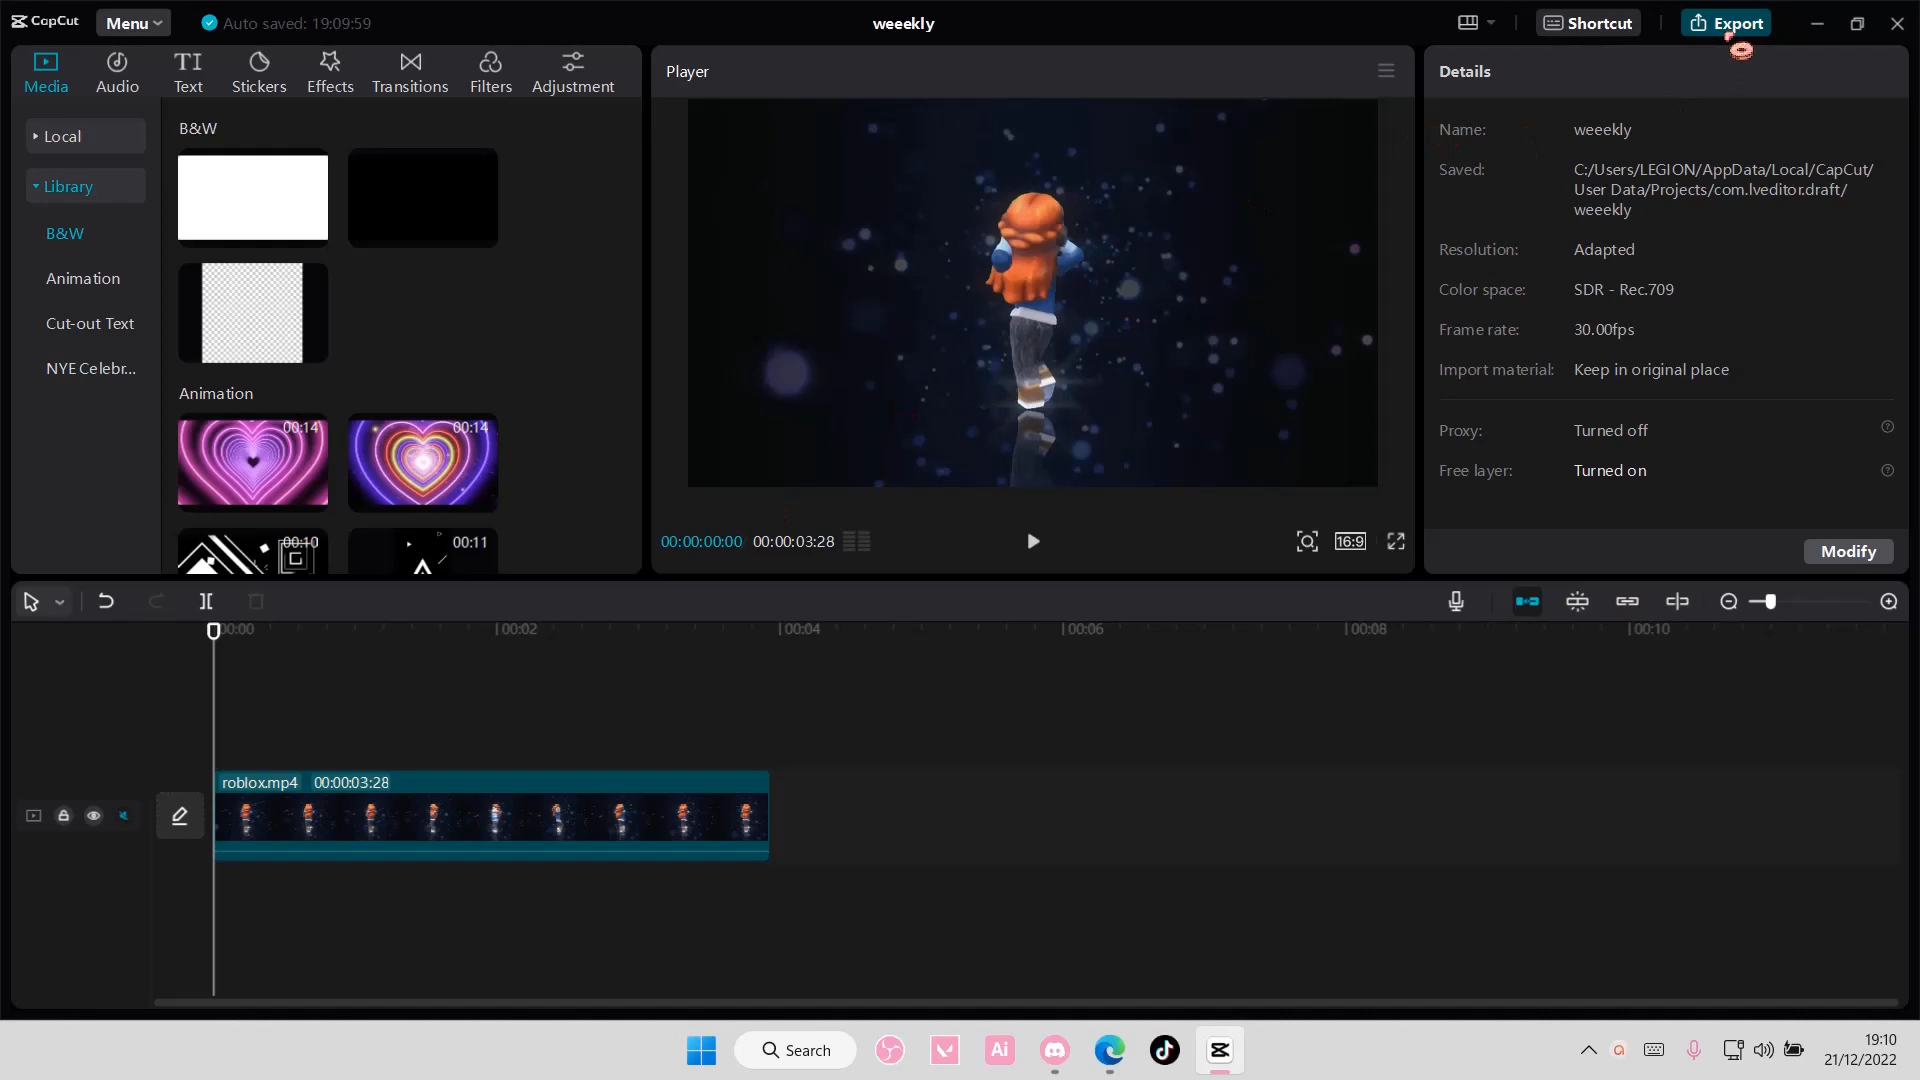 CapCut
Menu
Auto saved: 19:09:59
weeekly
Shortcut
Export
Media
Audio
TI
Text
Stickers
Effects
Transitions
Filters
Adjustment
Local
Library
B&W
Animation
Cut-out Text
NYE Celebr...
B&W
Animation
00:14
00:14
00:10
00:11
Player
00:00:00:00 00:00:03:28
16:9
Details
Name: weeekly
Saved: C:/Users/LEGION/AppData/Local/CapCut/
User Data/Projects/com.lveditor.draft/
weeekly
Resolution: Adapted
Color space: SDR - Rec.709
Frame rate: 30.00fps
Import material: Keep in original place
Proxy: Turned off
Free layer: Turned on
Modify
00:00 00:02 00:04 00:06 00:08 00:10
roblox.mp4 00:00:03:28
Search
Ai
19:10
21/12/2022